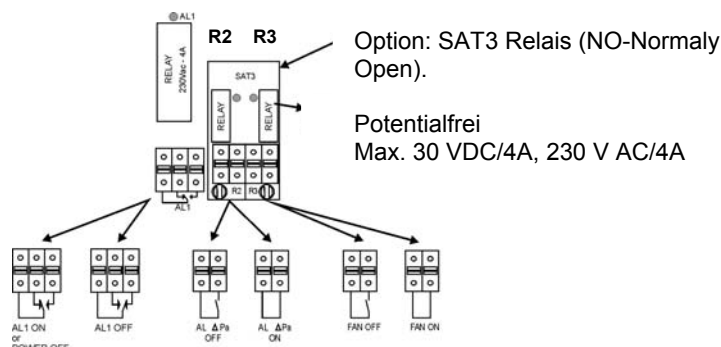 AL1
R2 R3
RELAY
230Vac - 4A
SAT3
RELAY
RELAY
Option: SAT3 Relais (NO-Normaly
Open).
Potentialfrei
Max. 30 VDC/4A, 230 V AC/4A
R2 R3
AL1
AL1 ON
or
POWER OFF
AL1 OFF
AL ΔPa
OFF
AL ΔPa
ON
FAN OFF
FAN ON